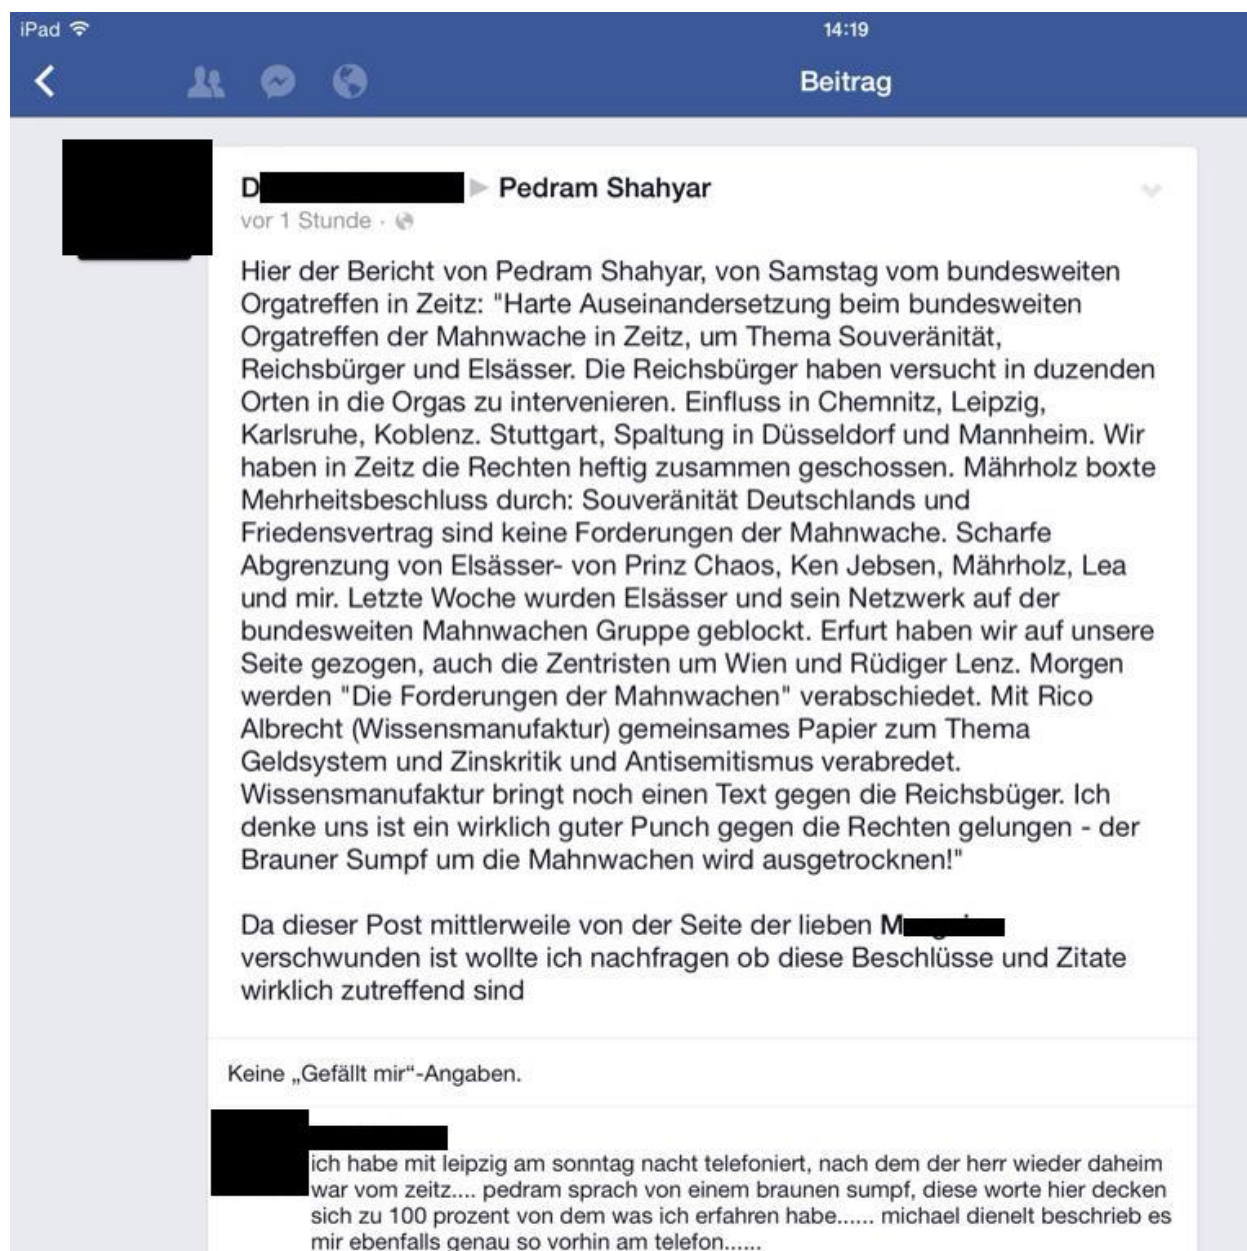 iPad 14:19
Beitrag
D Pedram Shahyar
vor 1 Stunde ·
Hier der Bericht von Pedram Shahyar, von Samstag vom bundesweiten
Orgatreffen in Zeitz: "Harte Auseinandersetzung beim bundesweiten
Orgatreffen der Mahnwache in Zeitz, um Thema Souveränität,
Reichsbürger und Elsässer. Die Reichsbürger haben versucht in duzenden
Orten in die Orgas zu intervenieren. Einfluss in Chemnitz, Leipzig,
Karlsruhe, Koblenz. Stuttgart, Spaltung in Düsseldorf und Mannheim. Wir
haben in Zeitz die Rechten heftig zusammen geschossen. Mährholz boxte
Mehrheitsbeschluss durch: Souveränität Deutschlands und
Friedensvertrag sind keine Forderungen der Mahnwache. Scharfe
Abgrenzung von Elsässer- von Prinz Chaos, Ken Jebsen, Mährholz, Lea
und mir. Letzte Woche wurden Elsässer und sein Netzwerk auf der
bundesweiten Mahnwachen Gruppe geblockt. Erfurt haben wir auf unsere
Seite gezogen, auch die Zentristen um Wien und Rüdiger Lenz. Morgen
werden "Die Forderungen der Mahnwachen" verabschiedet. Mit Rico
Albrecht (Wissensmanufaktur) gemeinsames Papier zum Thema
Geldsystem und Zinskritik und Antisemitismus verabredet.
Wissensmanufaktur bringt noch einen Text gegen die Reichsbüger. Ich
denke uns ist ein wirklich guter Punch gegen die Rechten gelungen - der
Brauner Sumpf um die Mahnwachen wird ausgetrocknen!"
Da dieser Post mittlerweile von der Seite der lieben M
verschwunden ist wollte ich nachfragen ob diese Beschlüsse und Zitate
wirklich zutreffend sind
Keine „Gefällt mir“-Angaben.
ich habe mit leipzig am sonntag nacht telefoniert, nach dem der herr wieder daheim
war vom zeitz.... pedram sprach von einem braunen sumpf, diese worte hier decken
sich zu 100 prozent von dem was ich erfahren habe...... michael dienelt beschrieb es
mir ebenfalls genau so vorhin am telefon......